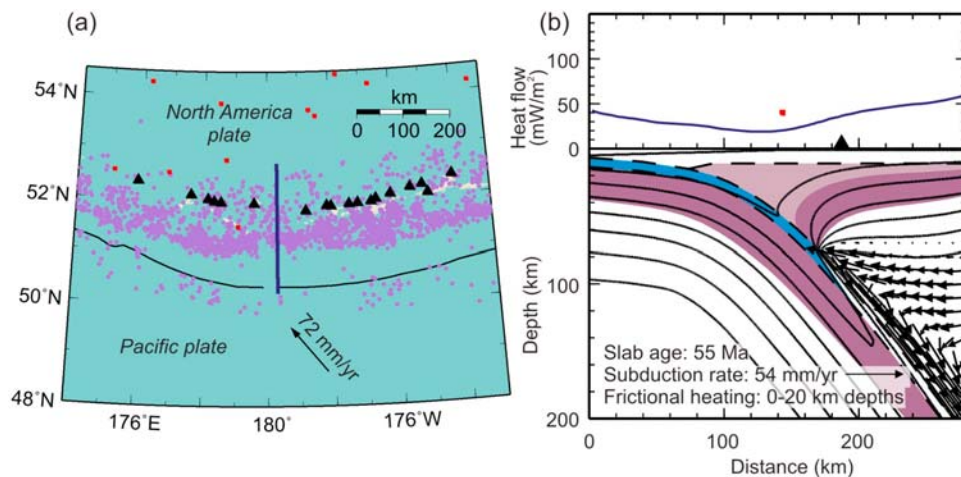 (a)
54°N
52°N
50°N
48°N
176°E
180°
176°W
North America
plate
km
0 100 200
Pacific plate
72 mm/yr
(b)
Heat flow
(mW/m²)
100
50
0
Depth (km)
0
100
200
Slab age: 55 Ma
Subduction rate: 54 mm/yr
Frictional heating: 0-20 km depths
0 100 200
Distance (km)